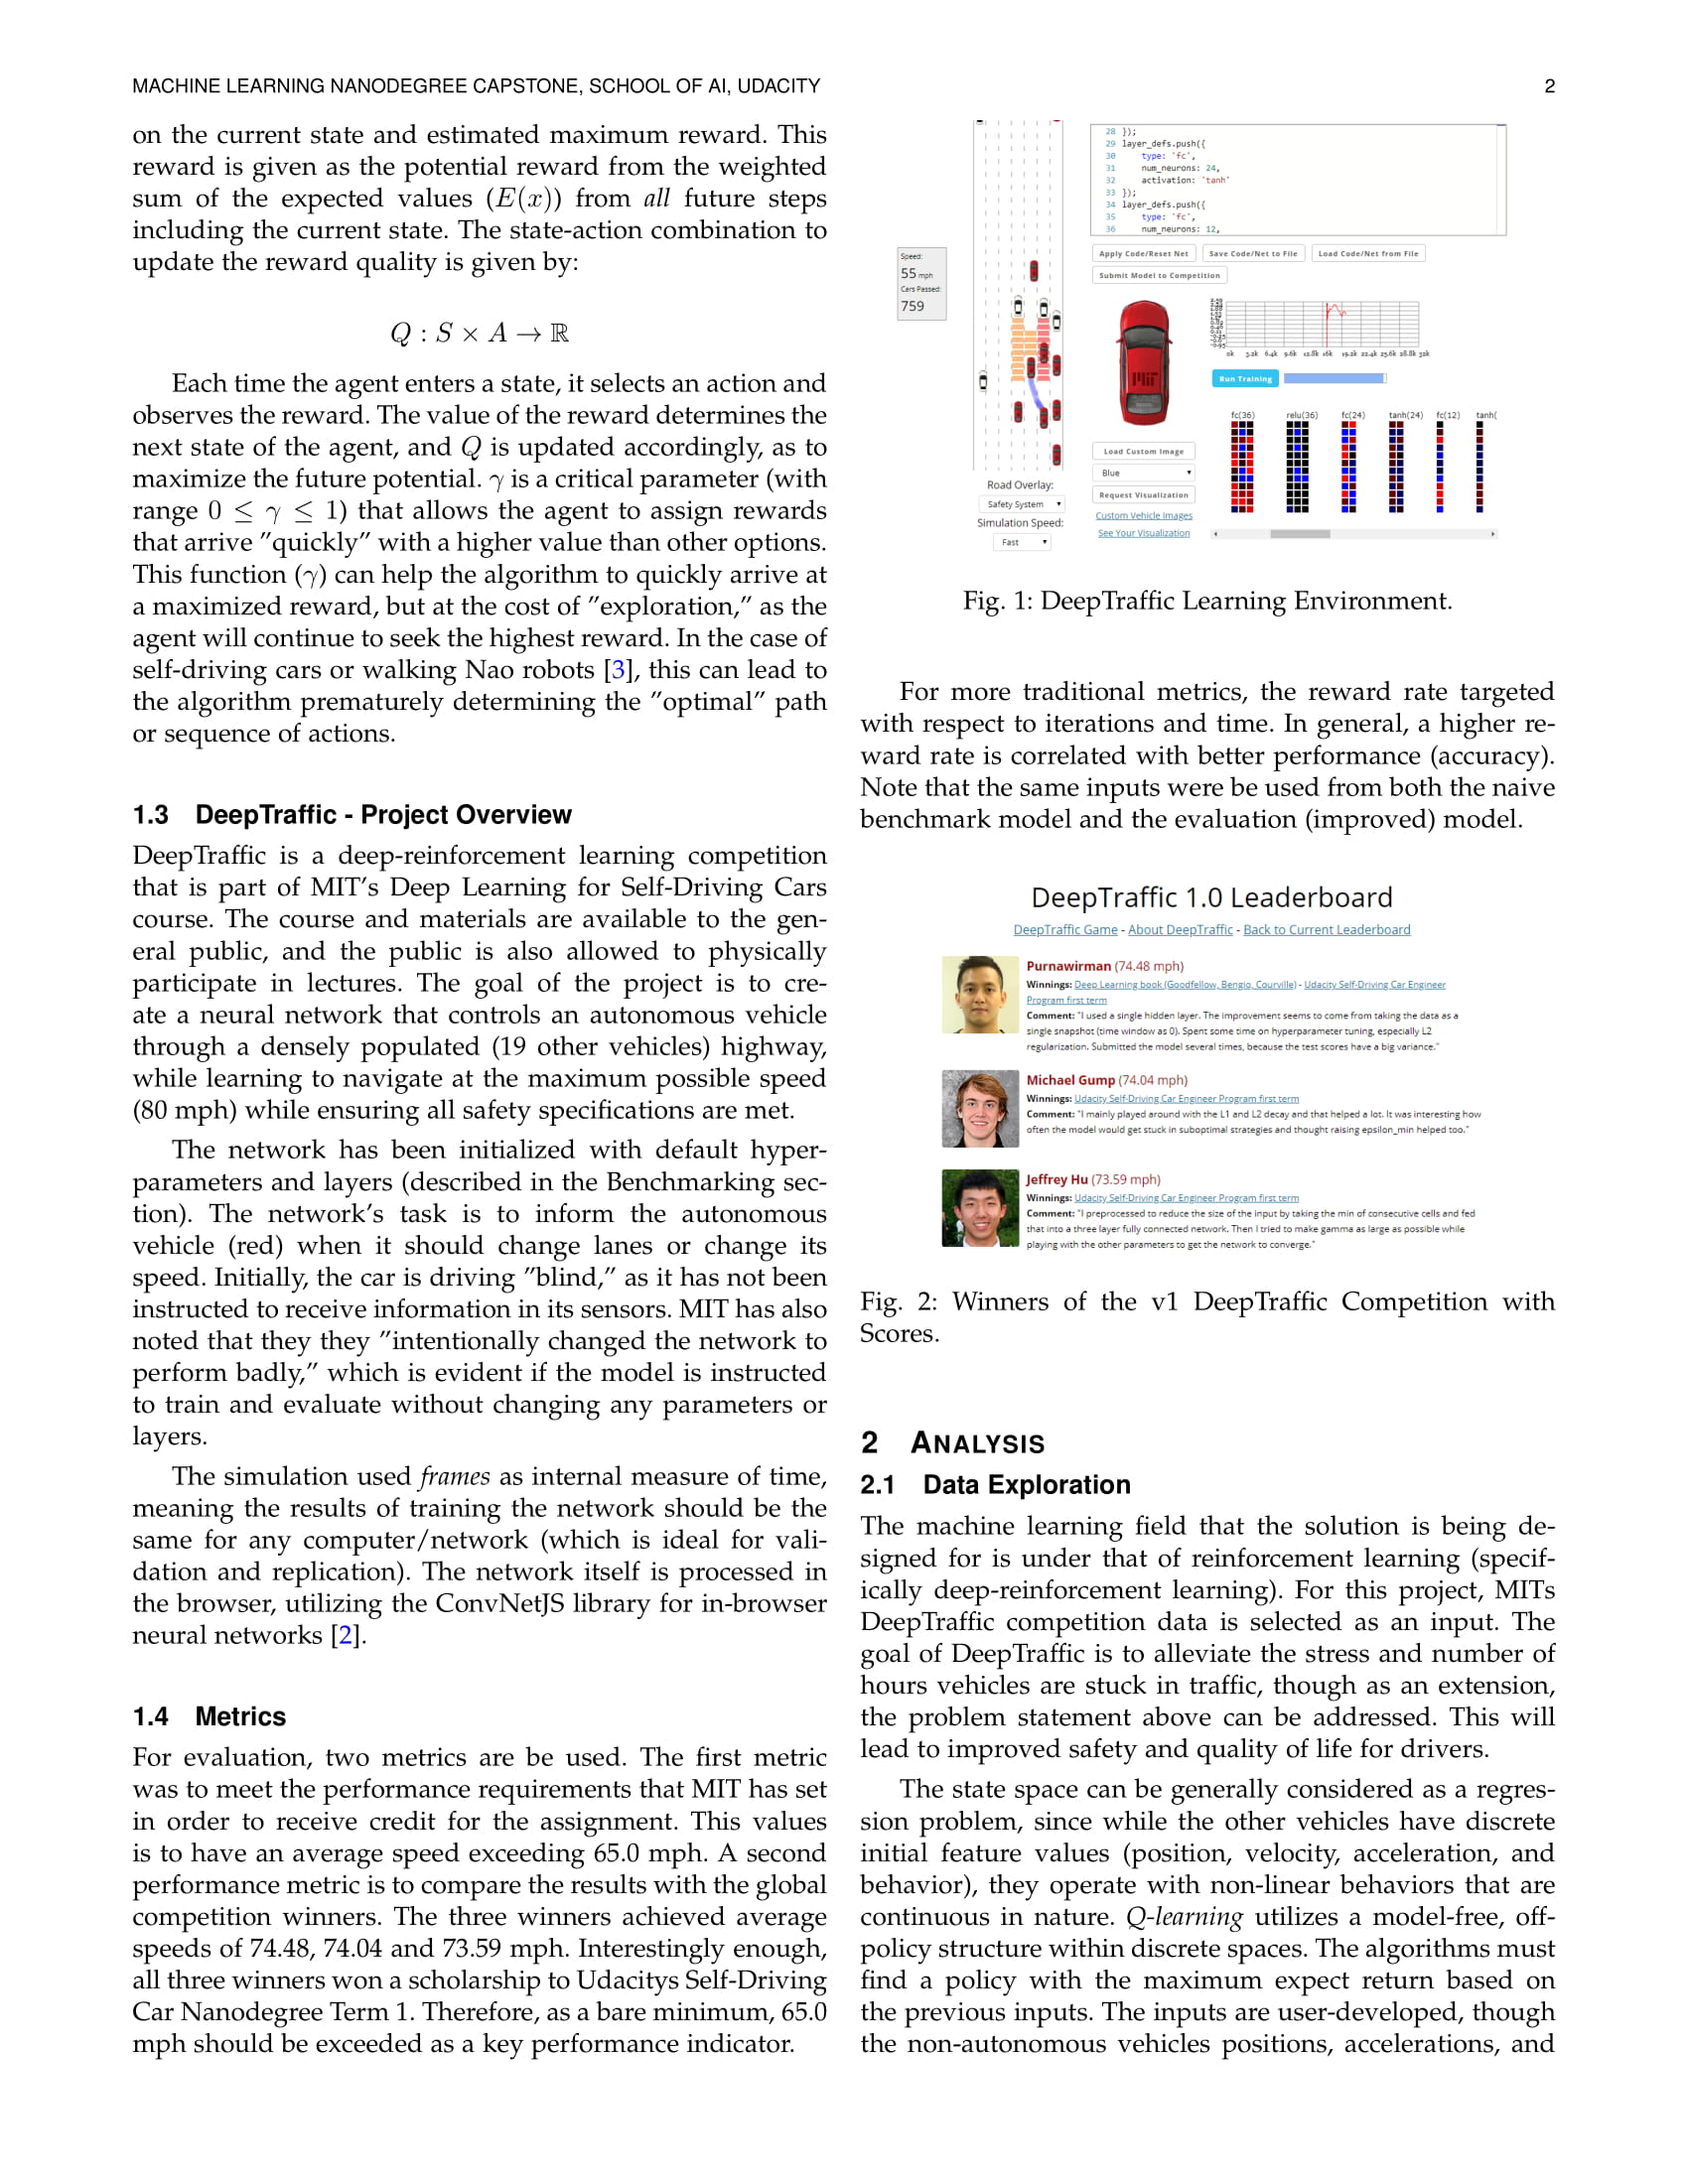 MACHINE LEARNING NANODEGREE CAPSTONE, SCHOOL OF AI, UDACITY
2
on the current state and estimated maximum reward. This
reward is given as the potential reward from the weighted
sum of the expected values (E(x)) from all future steps
including the current state. The state-action combination to
update the reward quality is given by:
Q : S × A → ℝ
Each time the agent enters a state, it selects an action and
observes the reward. The value of the reward determines the
next state of the agent, and Q is updated accordingly, as to
maximize the future potential. γ is a critical parameter (with
range 0 ≤ γ ≤ 1) that allows the agent to assign rewards
that arrive ”quickly” with a higher value than other options.
This function (γ) can help the algorithm to quickly arrive at
a maximized reward, but at the cost of ”exploration,” as the
agent will continue to seek the highest reward. In the case of
self-driving cars or walking Nao robots [3], this can lead to
the algorithm prematurely determining the ”optimal” path
or sequence of actions.
1.3 DeepTraffic - Project Overview
DeepTraffic is a deep-reinforcement learning competition
that is part of MIT's Deep Learning for Self-Driving Cars
course. The course and materials are available to the gen-
eral public, and the public is also allowed to physically
participate in lectures. The goal of the project is to cre-
ate a neural network that controls an autonomous vehicle
through a densely populated (19 other vehicles) highway,
while learning to navigate at the maximum possible speed
(80 mph) while ensuring all safety specifications are met.
The network has been initialized with default hyper-
parameters and layers (described in the Benchmarking sec-
tion). The network's task is to inform the autonomous
vehicle (red) when it should change lanes or change its
speed. Initially, the car is driving ”blind,” as it has not been
instructed to receive information in its sensors. MIT has also
noted that they they ”intentionally changed the network to
perform badly,” which is evident if the model is instructed
to train and evaluate without changing any parameters or
layers.
The simulation used frames as internal measure of time,
meaning the results of training the network should be the
same for any computer/network (which is ideal for vali-
dation and replication). The network itself is processed in
the browser, utilizing the ConvNetJS library for in-browser
neural networks [2].
1.4 Metrics
For evaluation, two metrics are be used. The first metric
was to meet the performance requirements that MIT has set
in order to receive credit for the assignment. This values
is to have an average speed exceeding 65.0 mph. A second
performance metric is to compare the results with the global
competition winners. The three winners achieved average
speeds of 74.48, 74.04 and 73.59 mph. Interestingly enough,
all three winners won a scholarship to Udacitys Self-Driving
Car Nanodegree Term 1. Therefore, as a bare minimum, 65.0
mph should be exceeded as a key performance indicator.
Speed:
55 mph
Cars Passed:
759
Road Overlay:
Safety System
Simulation Speed:
Fast
28 });
29 layer_defs.push({
30 type: 'fc',
31 num_neurons: 24,
32 activation: 'tanh'
33 });
34 layer_defs.push({
35 type: 'fc',
36 num_neurons: 12,
Apply Code/Reset Net Save Code/Net to File Load Code/Net from File
Submit Model to Competition
MIT
Load Custom Image
Blue
Request Visualization
Custom Vehicle Images
See Your Visualization
0k 3.2k 6.4k 9.6k 12.8k 16k 19.2k 22.4k 25.6k 28.8k 32k
Run Training
fc(36) relu(36) fc(24) tanh(24) fc(12) tanh(
Fig. 1: DeepTraffic Learning Environment.
For more traditional metrics, the reward rate targeted
with respect to iterations and time. In general, a higher re-
ward rate is correlated with better performance (accuracy).
Note that the same inputs were be used from both the naive
benchmark model and the evaluation (improved) model.
DeepTraffic 1.0 Leaderboard
DeepTraffic Game - About DeepTraffic - Back to Current Leaderboard
Purnawirman (74.48 mph)
Winnings: Deep Learning book (Goodfellow, Bengio, Courville) - Udacity Self-Driving Car Engineer
Program first term
Comment: "I used a single hidden layer. The improvement seems to come from taking the data as a
single snapshot (time window as 0). Spent some time on hyperparameter tuning, especially L2
regularization. Submitted the model several times, because the test scores have a big variance."
Michael Gump (74.04 mph)
Winnings: Udacity Self-Driving Car Engineer Program first term
Comment: "I mainly played around with the L1 and L2 decay and that helped a lot. It was interesting how
often the model would get stuck in suboptimal strategies and thought raising epsilon_min helped too."
Jeffrey Hu (73.59 mph)
Winnings: Udacity Self-Driving Car Engineer Program first term
Comment: "I preprocessed to reduce the size of the input by taking the min of consecutive cells and fed
that into a three layer fully connected network. Then I tried to make gamma as large as possible while
playing with the other parameters to get the network to converge."
Fig. 2: Winners of the v1 DeepTraffic Competition with
Scores.
2 ANALYSIS
2.1 Data Exploration
The machine learning field that the solution is being de-
signed for is under that of reinforcement learning (specif-
ically deep-reinforcement learning). For this project, MITs
DeepTraffic competition data is selected as an input. The
goal of DeepTraffic is to alleviate the stress and number of
hours vehicles are stuck in traffic, though as an extension,
the problem statement above can be addressed. This will
lead to improved safety and quality of life for drivers.
The state space can be generally considered as a regres-
sion problem, since while the other vehicles have discrete
initial feature values (position, velocity, acceleration, and
behavior), they operate with non-linear behaviors that are
continuous in nature. Q-learning utilizes a model-free, off-
policy structure within discrete spaces. The algorithms must
find a policy with the maximum expect return based on
the previous inputs. The inputs are user-developed, though
the non-autonomous vehicles positions, accelerations, and